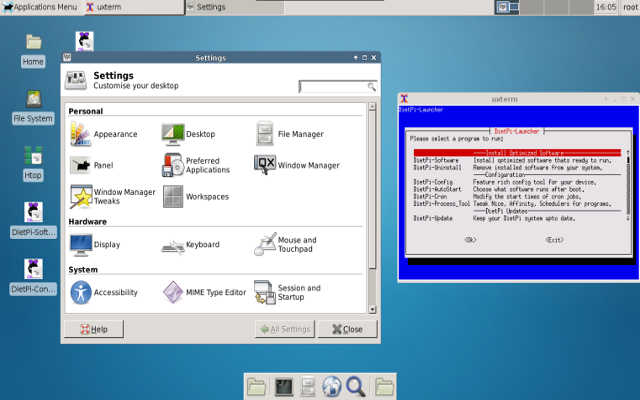 Applications Menu
uxterm
Settings
16:05
root
Home
File System
Htop
DietPi-Soft...
DietPi-Con...
Settings
Settings
Customise your desktop
Personal
Appearance
Desktop
File Manager
Panel
Preferred
Applications
Window Manager
Window Manager
Tweaks
Workspaces
Hardware
Display
Keyboard
Mouse and
Touchpad
System
Accessibility
MIME Type Editor
Session and
Startup
Help
All Settings
Close
uxterm
DietPi-Launcher
DietPi-Launcher
Please select a program to run:
Install Optimized Software
DietPi-Software Install optimized software thats ready to run.
DietPi-Uninstall Remove installed software from your system.
Configuration
DietPi-Config Feature rich config tool for your device.
DietPi-AutoStart Choose what software runs after boot.
DietPi-Cron Modify the start times of cron jobs.
DietPi-Process_Tool Tweak Nice, Affinity, Schedulers for programs.
DietPi Updates
DietPi-Update Keep your DietPi system upto date.
<Ok> <Exit>